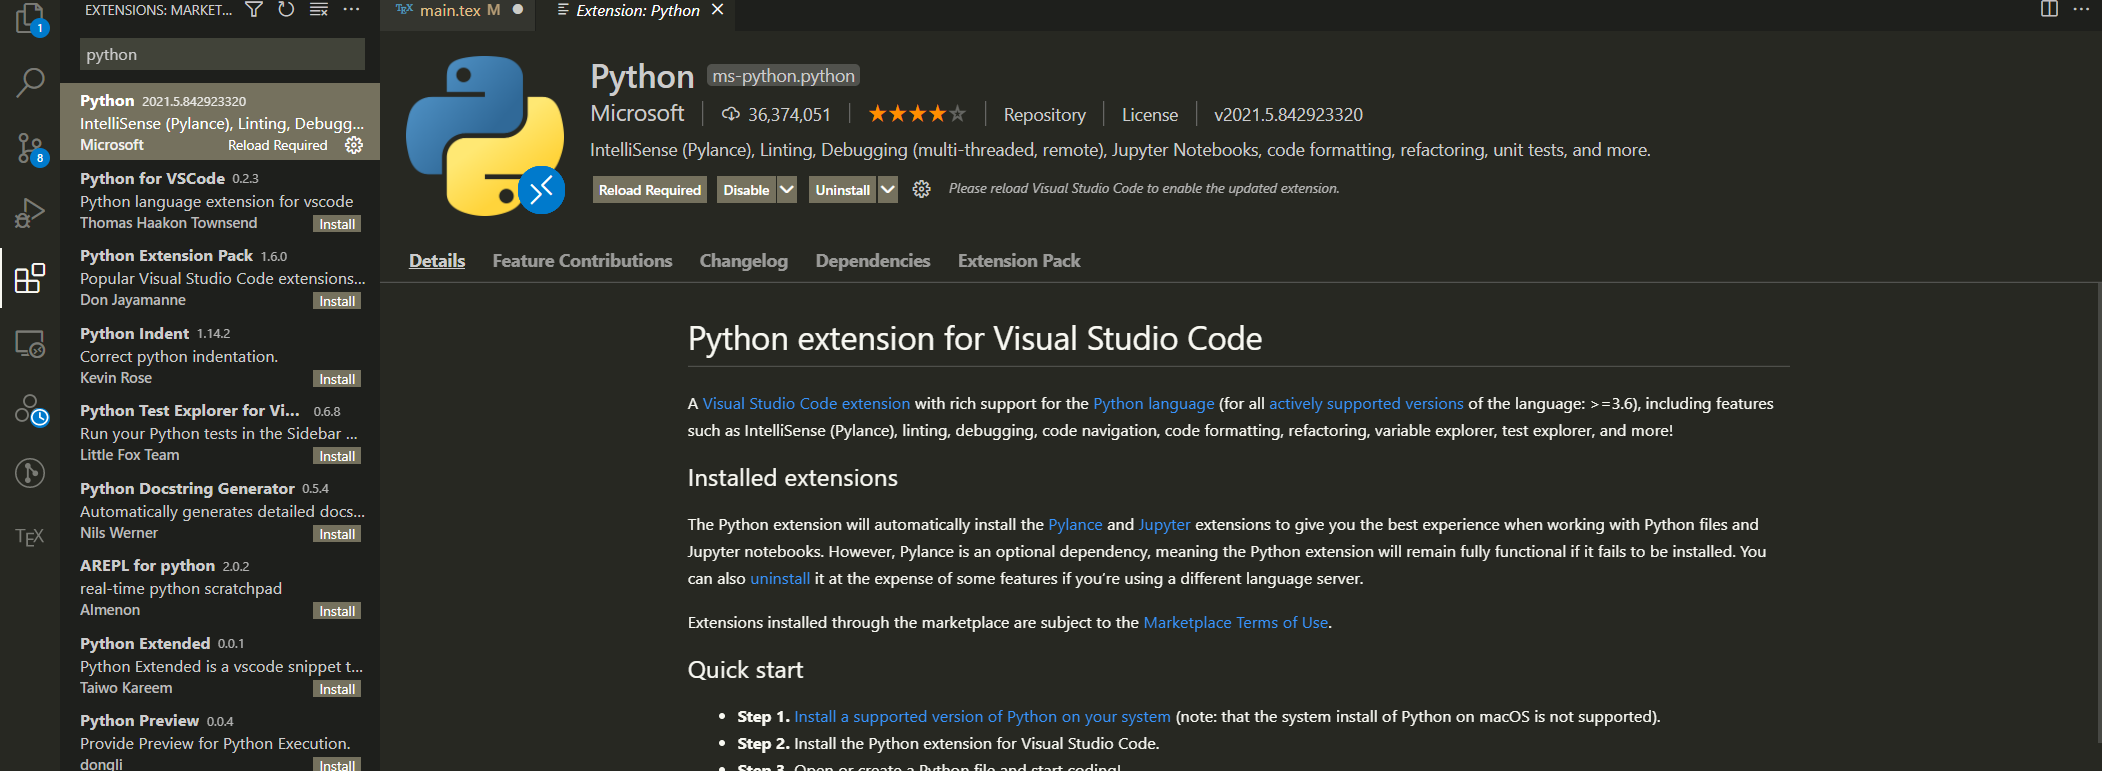 EXTENSIONS: MARKET...
python
Python 2021.5.842923320
IntelliSense (Pylance), Linting, Debugg...
Microsoft Reload Required
Python for VSCode 0.2.3
Python language extension for vscode
Thomas Haakon Townsend Install
Python Extension Pack 1.6.0
Popular Visual Studio Code extensions...
Don Jayamanne Install
Python Indent 1.14.2
Correct python indentation.
Kevin Rose Install
Python Test Explorer for Vi... 0.6.8
Run your Python tests in the Sidebar ...
Little Fox Team Install
Python Docstring Generator 0.5.4
Automatically generates detailed docs...
Nils Werner Install
AREPL for python 2.0.2
real-time python scratchpad
Almenon Install
Python Extended 0.0.1
Python Extended is a vscode snippet t...
Taiwo Kareem Install
Python Preview 0.0.4
Provide Preview for Python Execution.
dongli Install
1
8
TEX
TEX main.tex M
Extension: Python
Python ms-python.python
Microsoft 36,374,051 Repository License v2021.5.842923320
IntelliSense (Pylance), Linting, Debugging (multi-threaded, remote), Jupyter Notebooks, code formatting, refactoring, unit tests, and more.
Reload Required Disable Uninstall Please reload Visual Studio Code to enable the updated extension.
Details Feature Contributions Changelog Dependencies Extension Pack
Python extension for Visual Studio Code
A Visual Studio Code extension with rich support for the Python language (for all actively supported versions of the language: >=3.6), including features
such as IntelliSense (Pylance), linting, debugging, code navigation, code formatting, refactoring, variable explorer, test explorer, and more!
Installed extensions
The Python extension will automatically install the Pylance and Jupyter extensions to give you the best experience when working with Python files and
Jupyter notebooks. However, Pylance is an optional dependency, meaning the Python extension will remain fully functional if it fails to be installed. You
can also uninstall it at the expense of some features if you're using a different language server.
Extensions installed through the marketplace are subject to the Marketplace Terms of Use.
Quick start
• Step 1. Install a supported version of Python on your system (note: that the system install of Python on macOS is not supported).
• Step 2. Install the Python extension for Visual Studio Code.
• Step 3. Open or create a Python file and start coding!